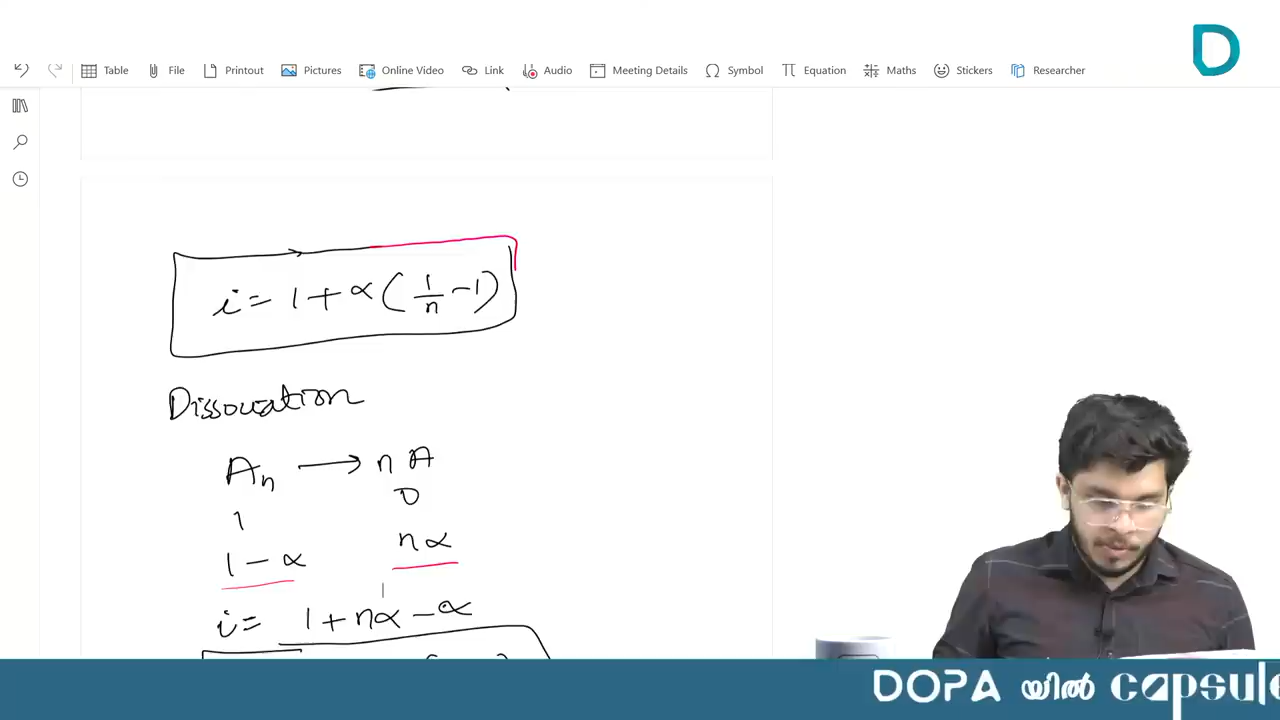 D
Table File Printout Pictures Online Video Link Audio Meeting Details Symbol Equation Maths Stickers Researcher
i = 1 + α ( 1/n - 1 )
Dissociation
Aₙ ⟶ n A
1 0
1 - α nα
i = 1 + nα - α
DOPA യിൽ capsule